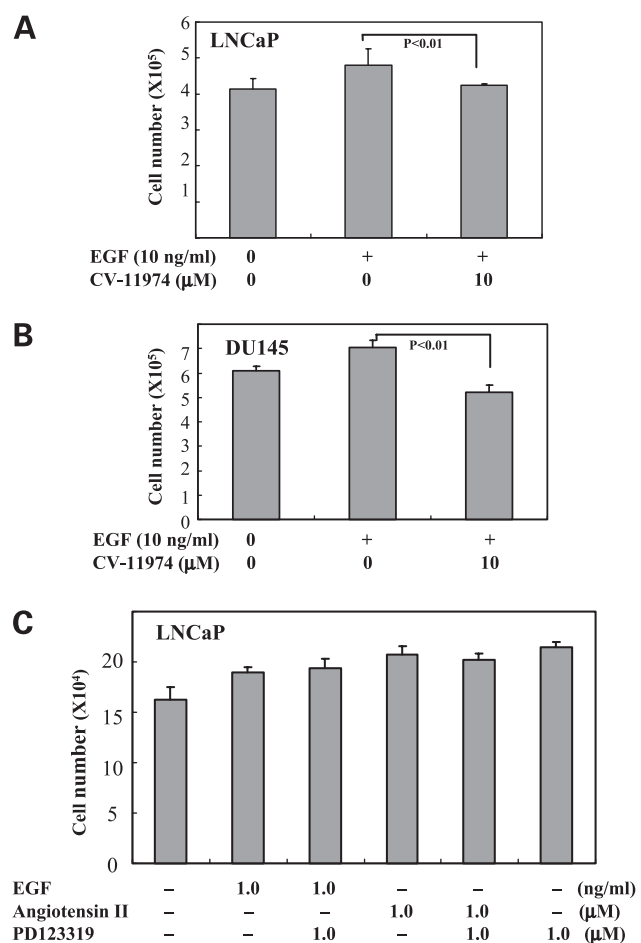 A
6
LNCaP
P<0.01
5
4
3
2
1
Cell number (X10⁵)
EGF (10 ng/ml) 0 + +
CV-11974 (μM) 0 0 10
B
DU145
P<0.01
7
6
5
4
3
2
1
0
Cell number (X10⁵)
EGF (10 ng/ml) 0 + +
CV-11974 (μM) 0 0 10
C
LNCaP
20
15
10
5
0
Cell number (X10⁴)
EGF – 1.0 1.0 – – – (ng/ml)
Angiotensin II – – – 1.0 1.0 – (μM)
PD123319 – – 1.0 – 1.0 1.0 (μM)